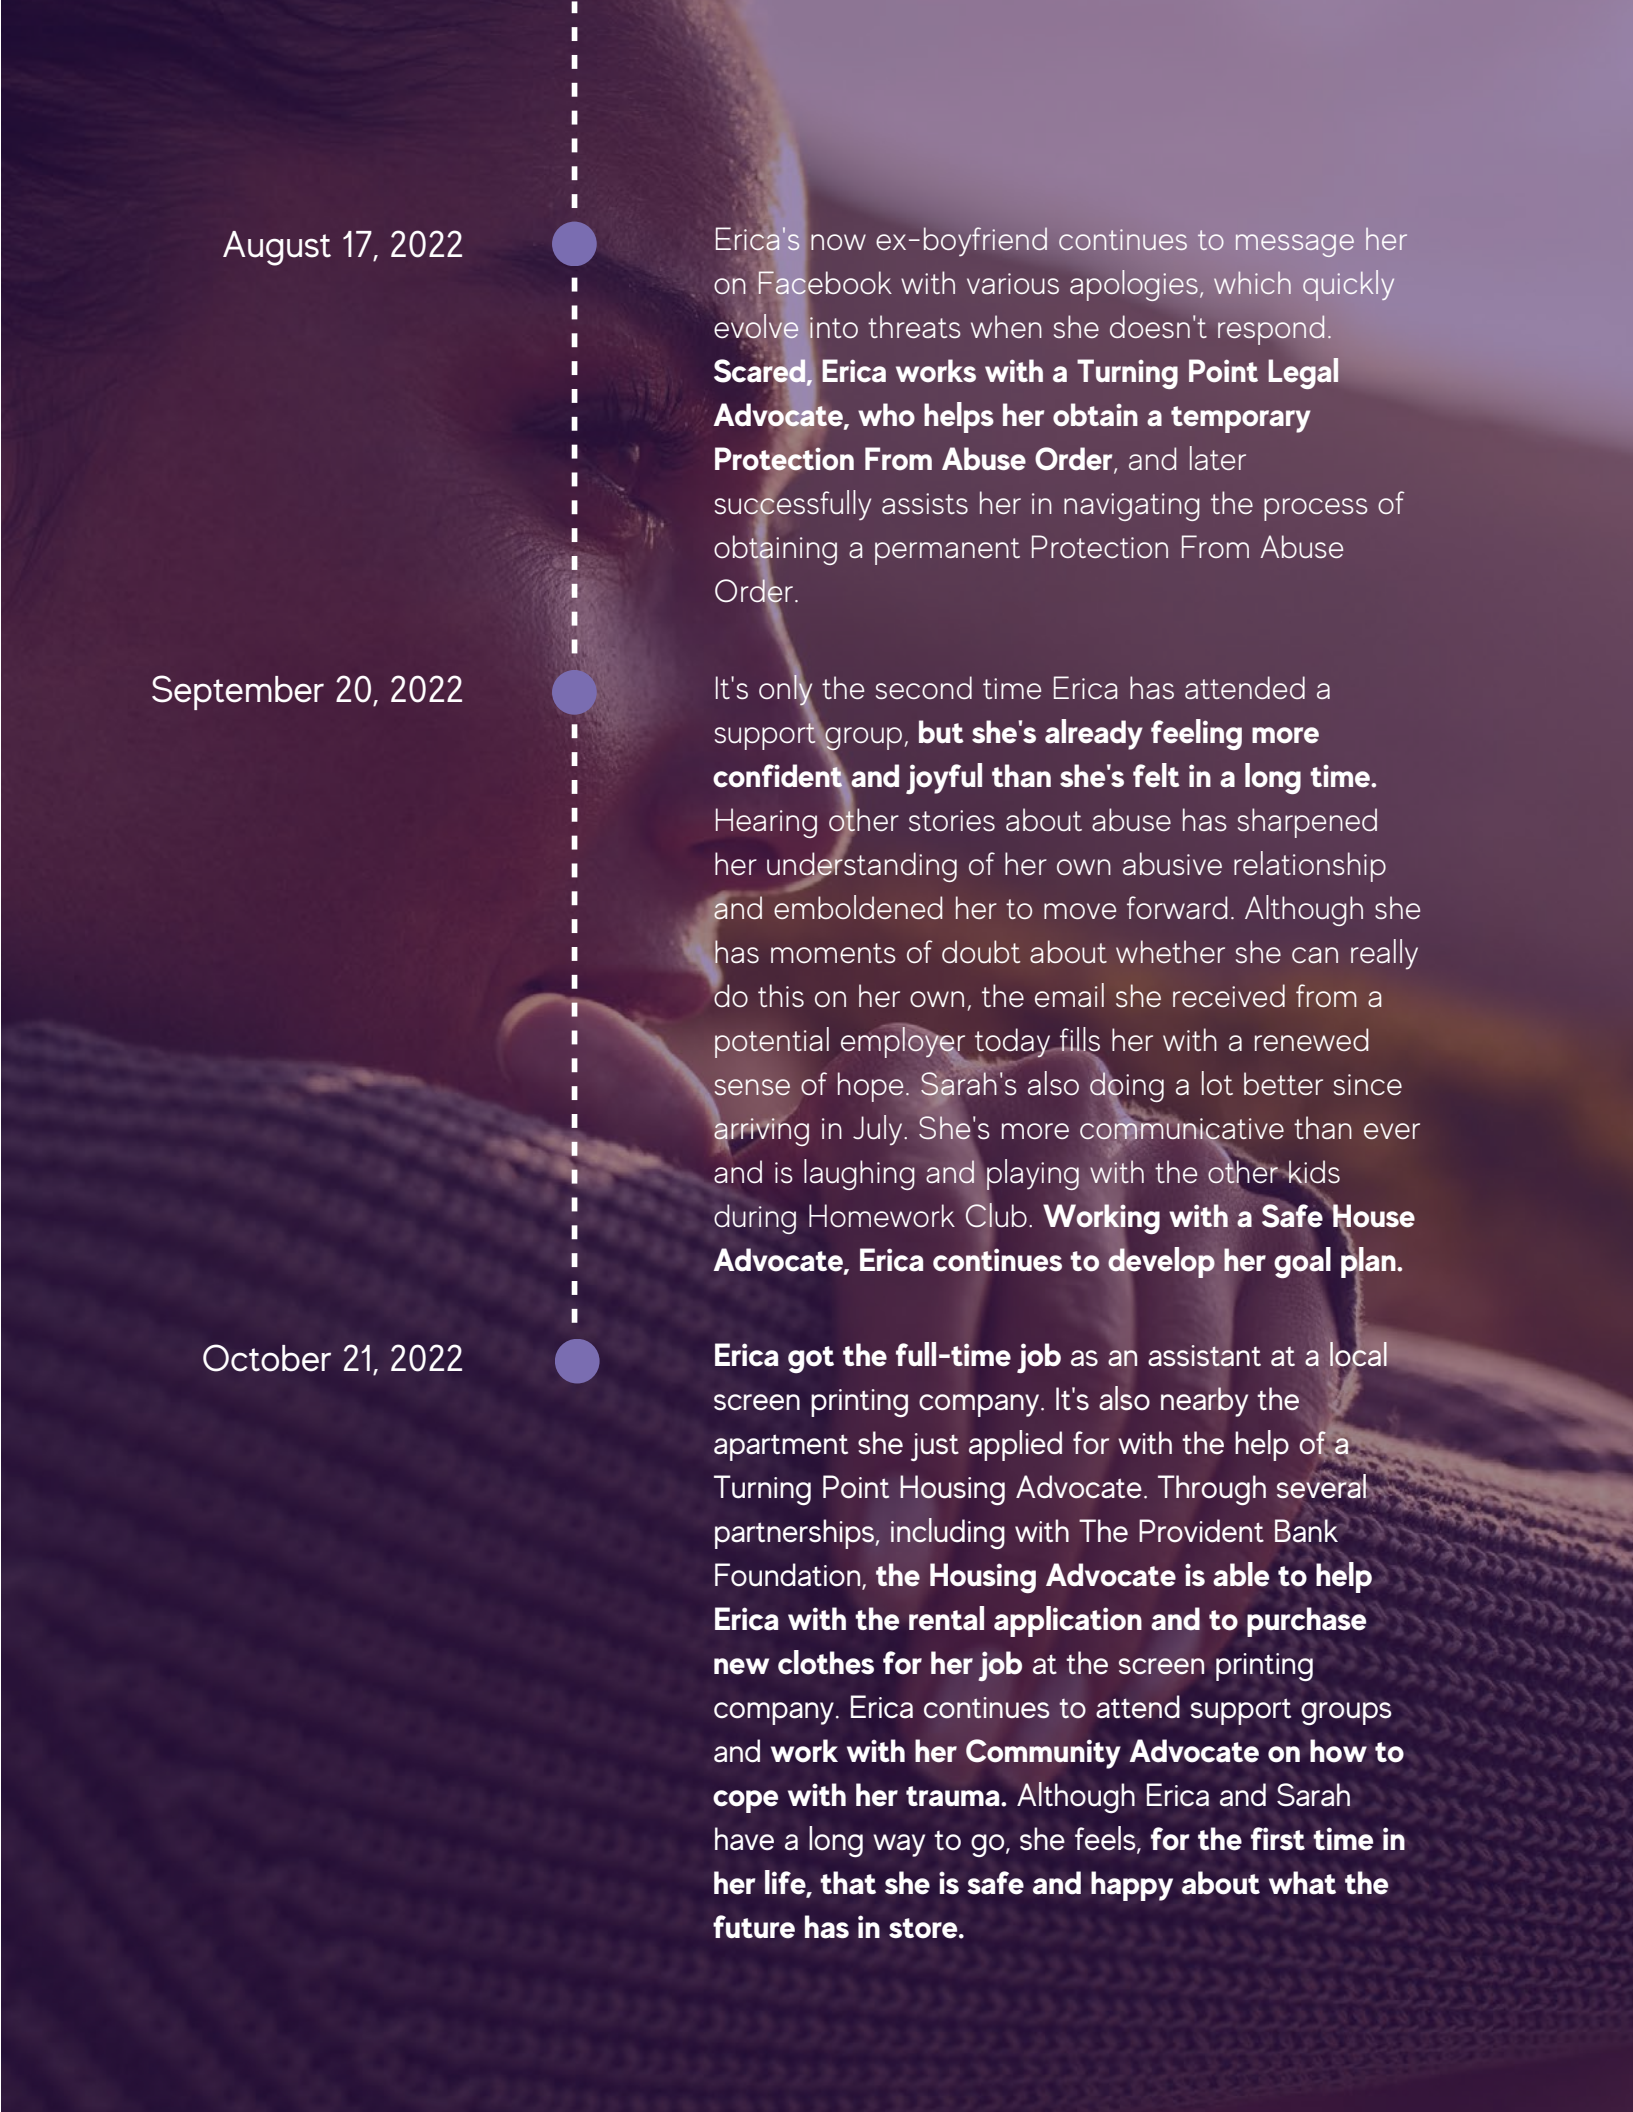 August 17, 2022
Erica's now ex-boyfriend continues to message her
on Facebook with various apologies, which quickly
evolve into threats when she doesn't respond.
Scared, Erica works with a Turning Point Legal
Advocate, who helps her obtain a temporary
Protection From Abuse Order, and later
successfully assists her in navigating the process of
obtaining a permanent Protection From Abuse
Order.
September 20, 2022
It's only the second time Erica has attended a
support group, but she's already feeling more
confident and joyful than she's felt in a long time.
Hearing other stories about abuse has sharpened
her understanding of her own abusive relationship
and emboldened her to move forward. Although she
has moments of doubt about whether she can really
do this on her own, the email she received from a
potential employer today fills her with a renewed
sense of hope. Sarah's also doing a lot better since
arriving in July. She's more communicative than ever
and is laughing and playing with the other kids
during Homework Club. Working with a Safe House
Advocate, Erica continues to develop her goal plan.
October 21, 2022
Erica got the full-time job as an assistant at a local
screen printing company. It's also nearby the
apartment she just applied for with the help of a
Turning Point Housing Advocate. Through several
partnerships, including with The Provident Bank
Foundation, the Housing Advocate is able to help
Erica with the rental application and to purchase
new clothes for her job at the screen printing
company. Erica continues to attend support groups
and work with her Community Advocate on how to
cope with her trauma. Although Erica and Sarah
have a long way to go, she feels, for the first time in
her life, that she is safe and happy about what the
future has in store.